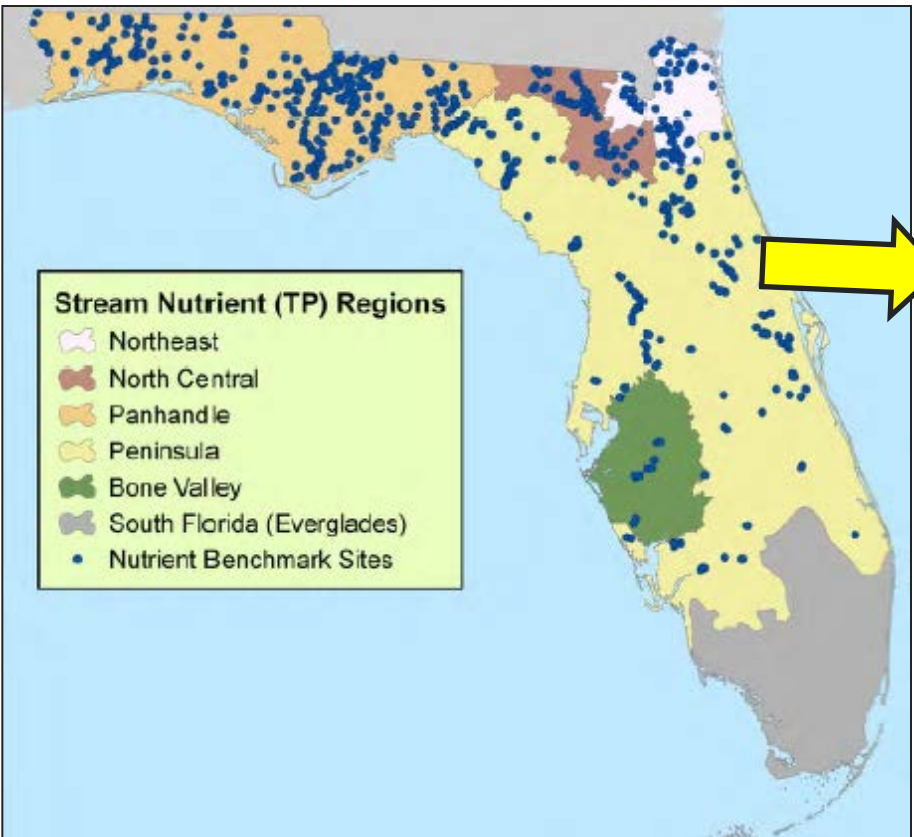 Stream Nutrient (TP) Regions
Northeast
North Central
Panhandle
Peninsula
Bone Valley
South Florida (Everglades)
Nutrient Benchmark Sites